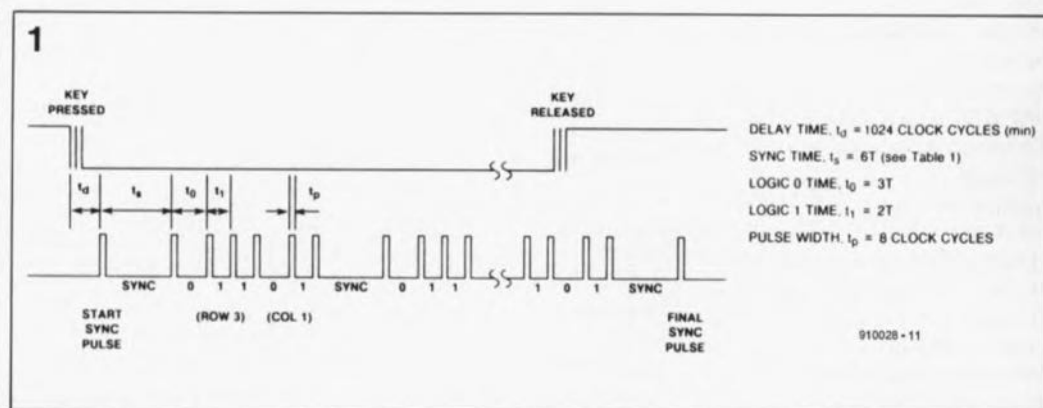 1
KEY
PRESSED
KEY
RELEASED
DELAY TIME, td = 1024 CLOCK CYCLES (min)
SYNC TIME, ts = 6T (see Table 1)
LOGIC 0 TIME, t0 = 3T
LOGIC 1 TIME, t1 = 2T
PULSE WIDTH, tp = 8 CLOCK CYCLES
td ts t0 t1 tp
SYNC 0 1 1 0 1 SYNC 0 1 1 1 0 1 SYNC
START
SYNC
PULSE
(ROW 3) (COL 1)
FINAL
SYNC
PULSE
910028 - 11